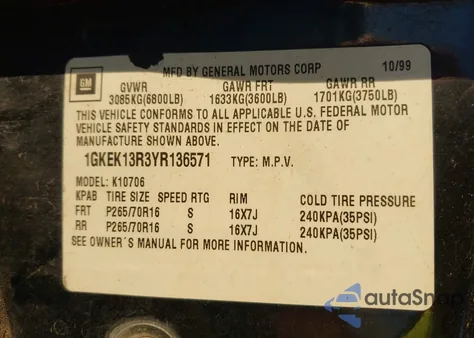 MFD BY GENERAL MOTORS CORP 10/99
GM
GVWR GAWR FRT GAWR RR
3085KG(6800LB) 1633KG(3600LB) 1701KG(3750LB)
THIS VEHICLE CONFORMS TO ALL APPLICABLE U.S. FEDERAL MOTOR
VEHICLE SAFETY STANDARDS IN EFFECT ON THE DATE OF
MANUFACTURE SHOWN ABOVE.
1GKEK13R3YR136571 TYPE: M.P.V.
MODEL: K10706
KPAB TIRE SIZE SPEED RTG RIM COLD TIRE PRESSURE
FRT P265/70R16 S 16X7J 240KPA(35PSI)
RR P265/70R16 S 16X7J 240KPA(35PSI)
SEE OWNER'S MANUAL FOR MORE INFORMATION.
autoSnap